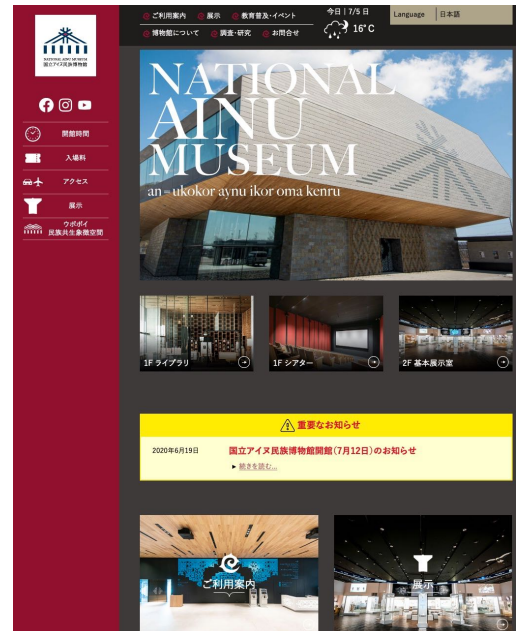 NATIONAL AINU MUSEUM
国立アイヌ民族博物館
開館時間
入場料
アクセス
展示
ウポポイ
民族共生象徴空間
ご利用案内
展示
教育普及・イベント
博物館について
調査・研究
お問合せ
今日 | 7/5 日
16°C
Language
日本語
NATIONAL
AINU
MUSEUM
an=ukokor aynu ikor oma kenru
1F ライブラリ
1F シアター
2F 基本展示室
重要なお知らせ
2020年6月19日
国立アイヌ民族博物館開館(7月12日)のお知らせ
続きを読む...
ご利用案内
展示